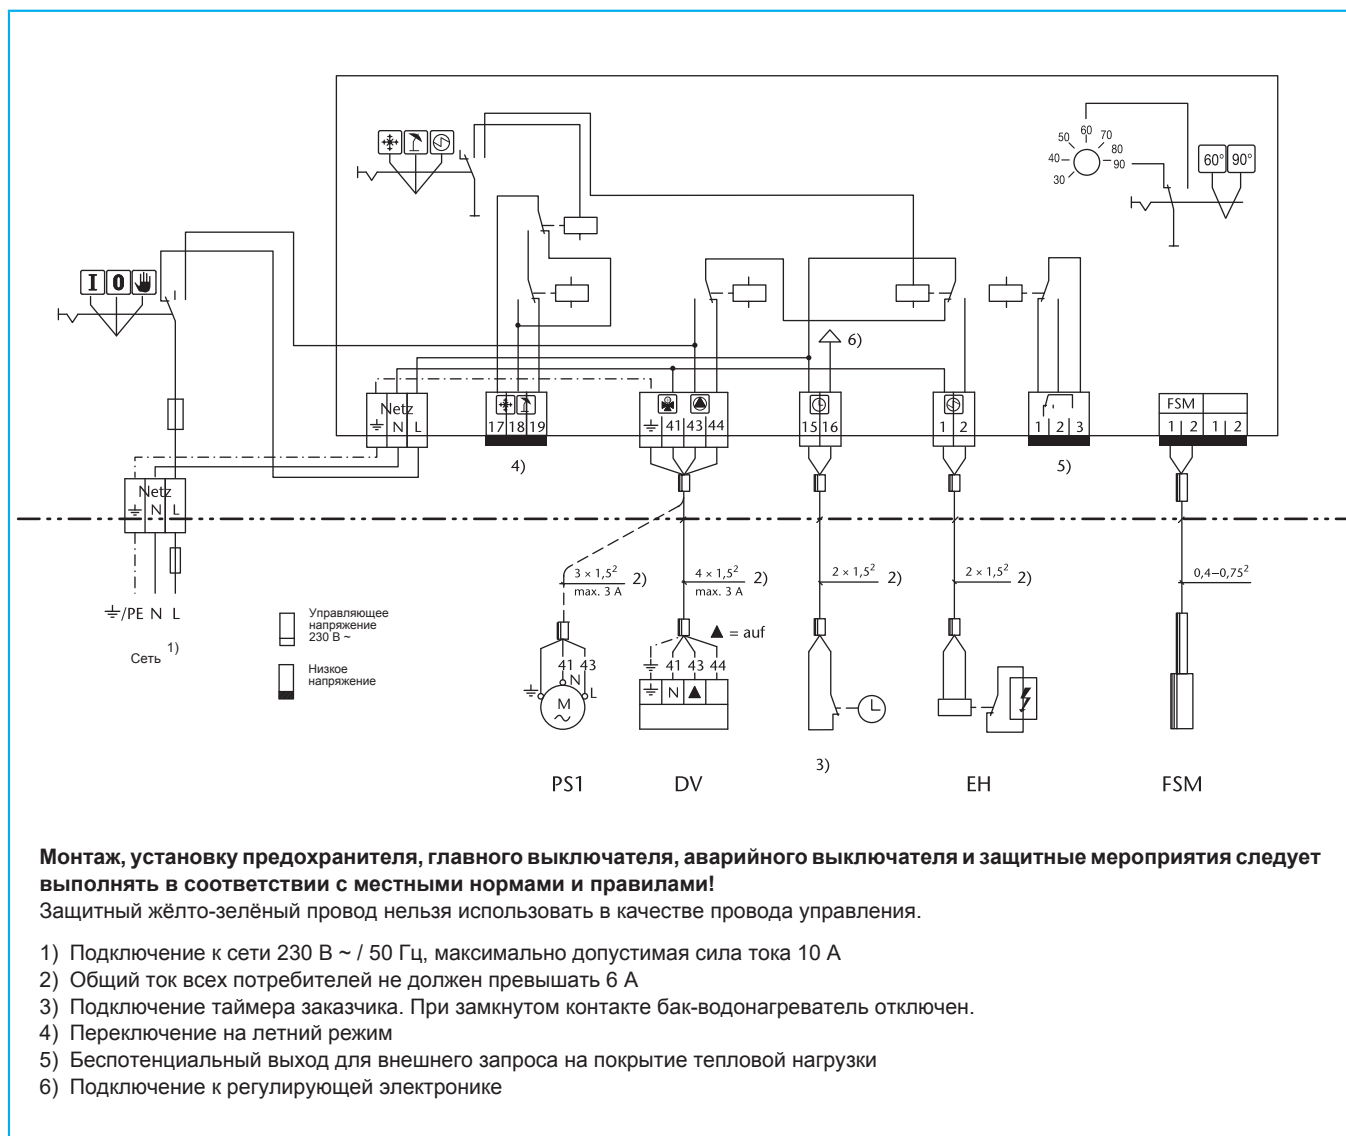 60
50
70
80
40
90
30
60° 90°
I 0
6)
Netz
⏚ N L
17 18 19
⏚ 41 43 44
15 16
1 2
1 2 3
FSM
1 2 1 2
4)
5)
Netz
⏚ N L
3 × 1,5² 2)
max. 3 A
4 × 1,5² 2)
max. 3 A
2 × 1,5² 2)
2 × 1,5² 2)
0,4–0,75²
⏚/PE N L
Сеть 1)
Управляющее
напряжение
230 В ~
Низкое
напряжение
▲ = auf
41 43
N
L
M
~
⏚ 41 43 44
⏚ N ▲
3)
PS1
DV
EH
FSM
Монтаж, установку предохранителя, главного выключателя, аварийного выключателя и защитные мероприятия следует
выполнять в соответствии с местными нормами и правилами!
Защитный жёлто-зелёный провод нельзя использовать в качестве провода управления.
1) Подключение к сети 230 В ~ / 50 Гц, максимально допустимая сила тока 10 А
2) Общий ток всех потребителей не должен превышать 6 А
3) Подключение таймера заказчика. При замкнутом контакте бак-водонагреватель отключен.
4) Переключение на летний режим
5) Беспотенциальный выход для внешнего запроса на покрытие тепловой нагрузки
6) Подключение к регулирующей электронике